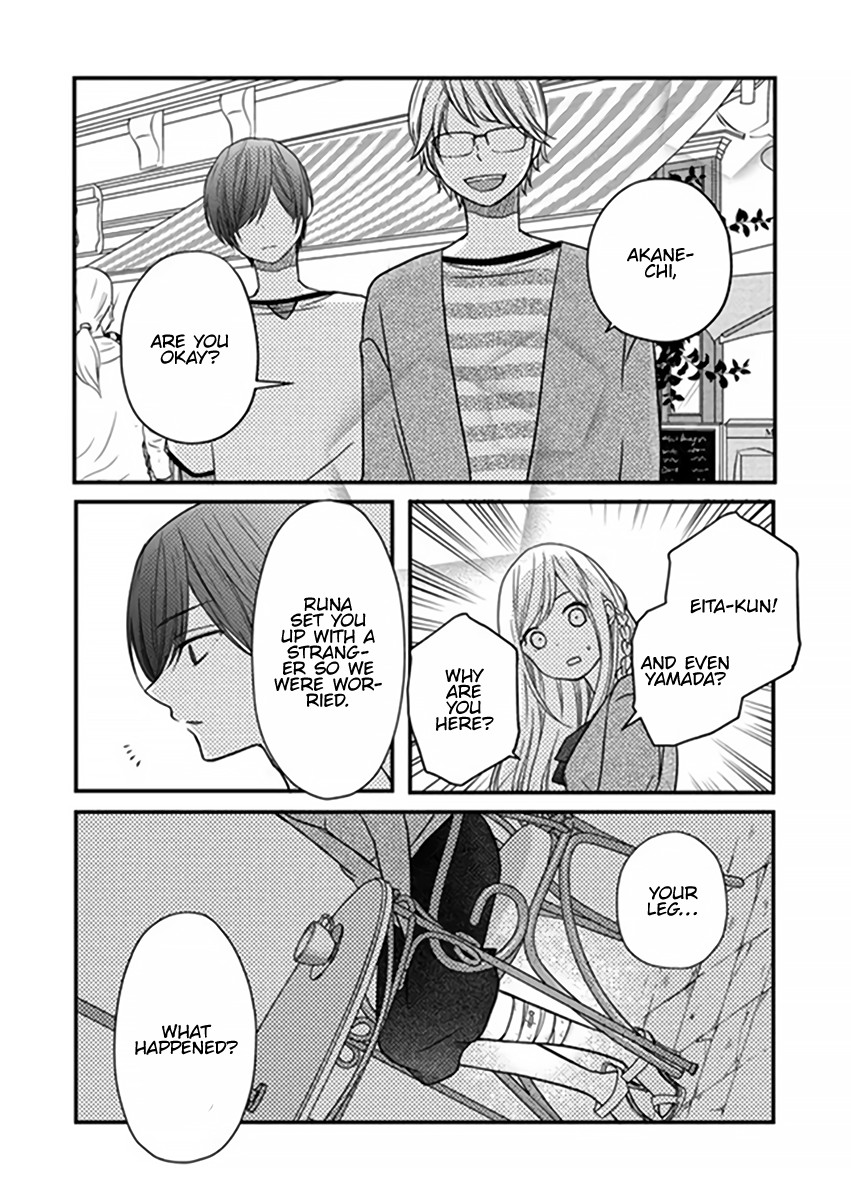 AKANE-
CHI,
ARE YOU
OKAY?
EITA-KUN!
AND EVEN
YAMADA?
WHY
ARE
YOU
HERE?
RUNA
SET YOU
UP WITH A
STRANG-
ER SO WE
WERE WOR-
RIED.
YOUR
LEG...
WHAT
HAPPENED?